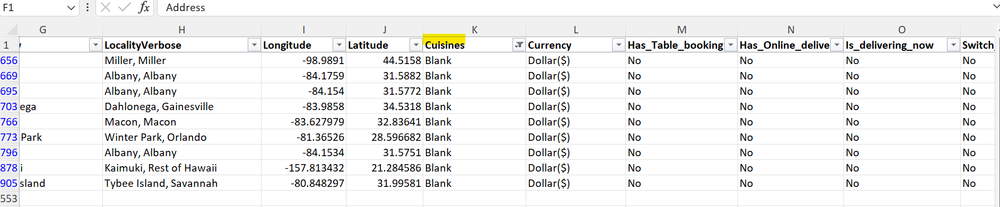 F1 fx Address
G H I J K L M N O
1 y LocalityVerbose Longitude Latitude Cuisines Currency Has_Table_booking Has_Online_delive Is_delivering_now Switch_
656 Miller, Miller -98.9891 44.5158 Blank Dollar($) No No No No
669 Albany, Albany -84.1759 31.5882 Blank Dollar($) No No No No
695 Albany, Albany -84.154 31.5772 Blank Dollar($) No No No No
703 ega Dahlonega, Gainesville -83.9858 34.5318 Blank Dollar($) No No No No
766 Macon, Macon -83.627979 32.83641 Blank Dollar($) No No No No
773 Park Winter Park, Orlando -81.36526 28.596682 Blank Dollar($) No No No No
796 Albany, Albany -84.1534 31.5751 Blank Dollar($) No No No No
878 i Kaimuki, Rest of Hawaii -157.813432 21.284586 Blank Dollar($) No No No No
905 sland Tybee Island, Savannah -80.848297 31.99581 Blank Dollar($) No No No No
553